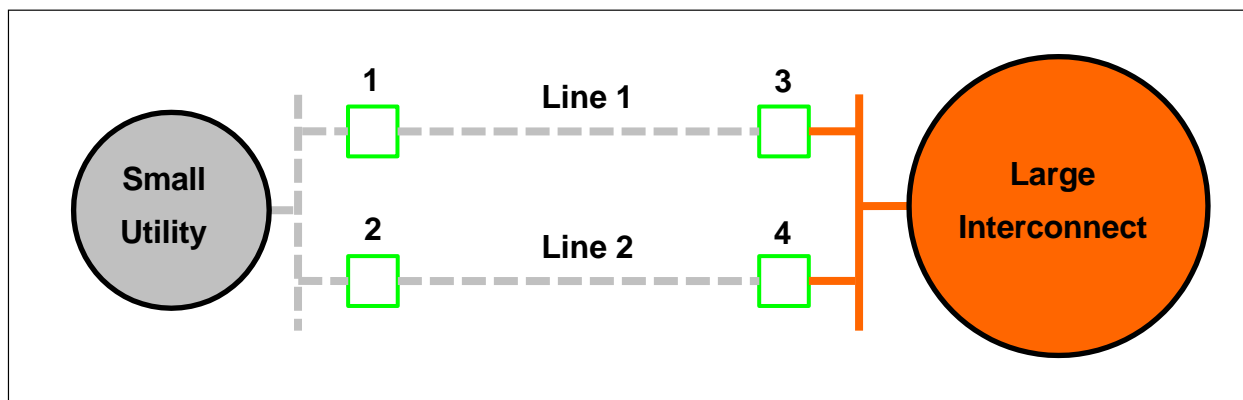 1
Line 1
3
Small
Utility
2
Line 2
4
Large
Interconnect